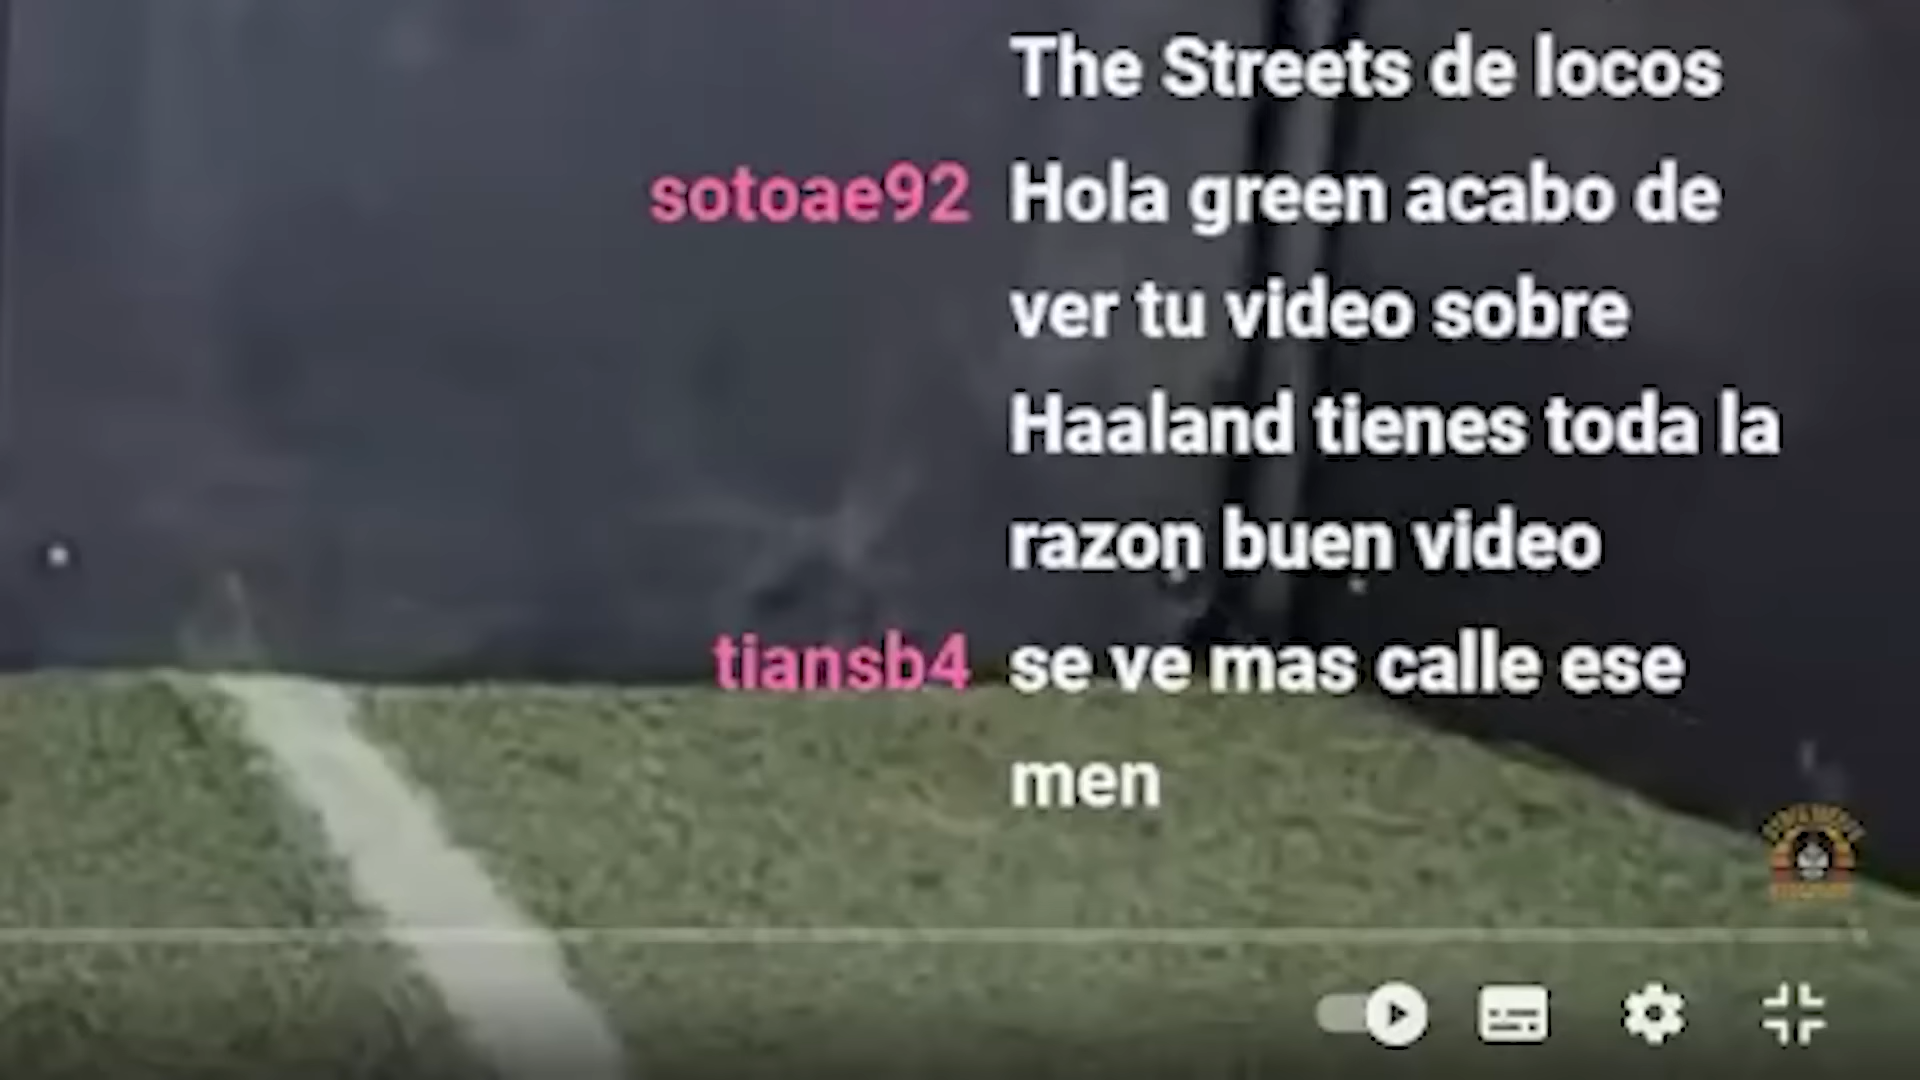 The Streets de locos
sotoae92 Hola green acabo de
ver tu video sobre
Haaland tienes toda la
razon buen video
tiansb4 se ve mas calle ese
men